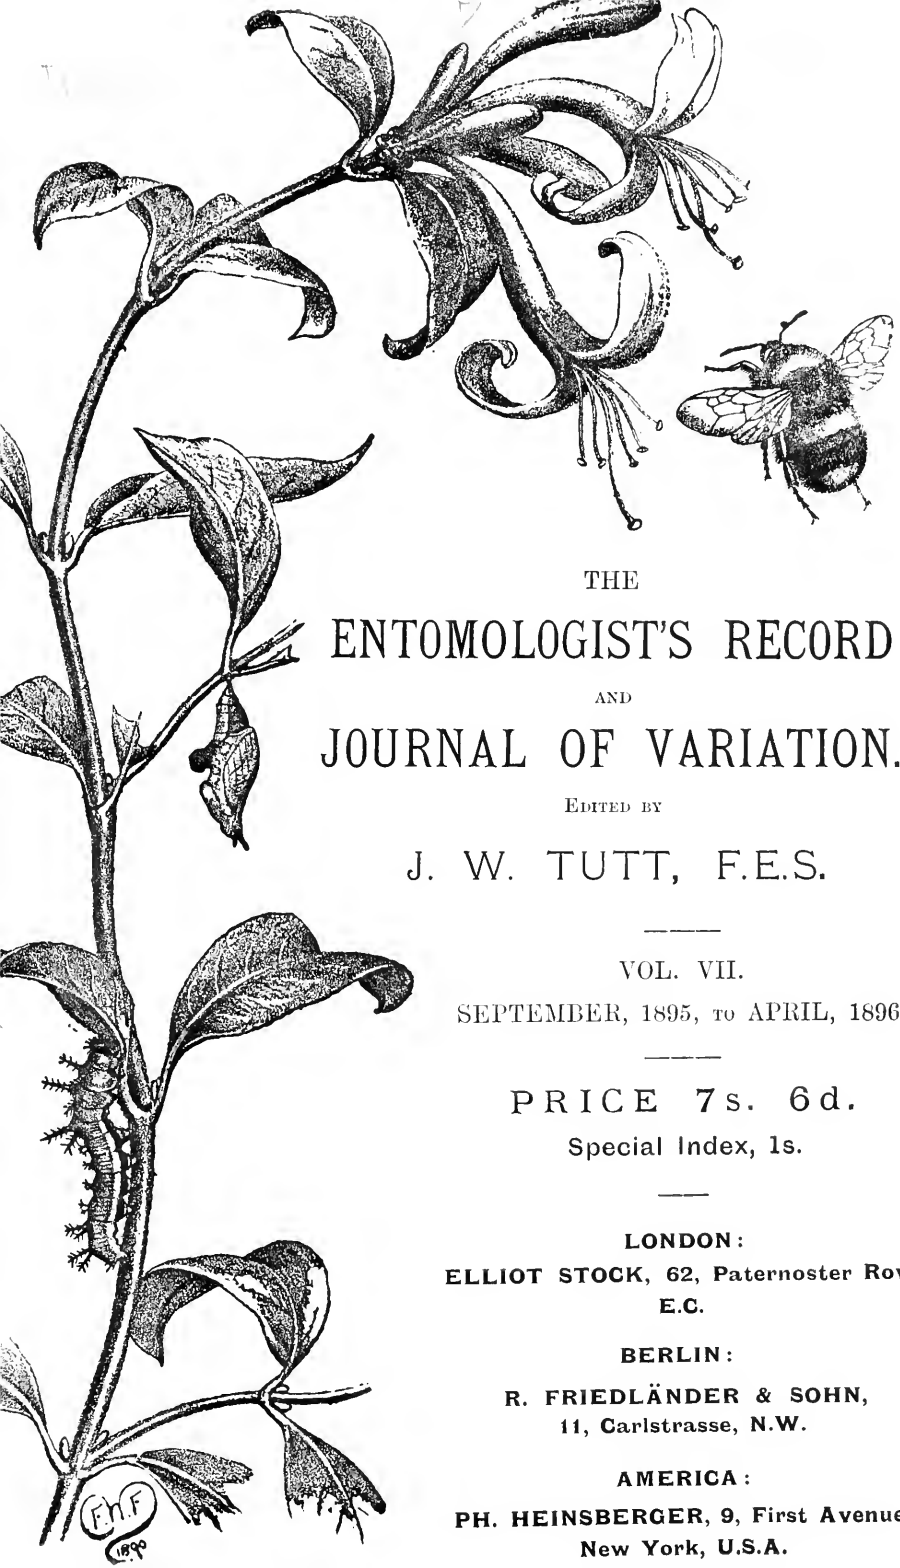 THE
ENTOMOLOGIST'S RECORD
AND
JOURNAL OF VARIATION.
EDITED BY
J. W. TUTT, F.E.S.
VOL. VII.
SEPTEMBER, 1895, TO APRIL, 1896
PRICE 7s. 6d.
Special Index, 1s.
LONDON:
ELLIOT STOCK, 62, Paternoster Row
E.C.
BERLIN:
R. FRIEDLÄNDER & SOHN,
11, Carlstrasse, N.W.
AMERICA:
PH. HEINSBERGER, 9, First Avenue
New York, U.S.A.
F.W.F
1890